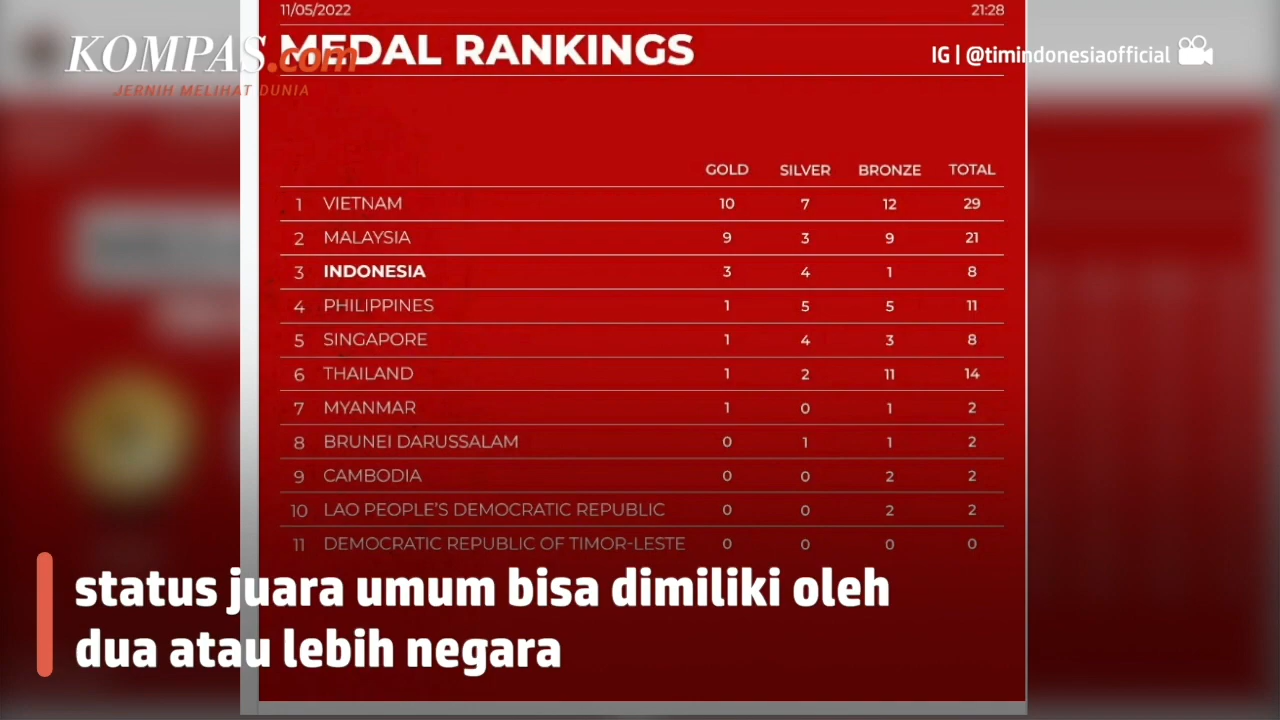 11/05/2022 21:28
KOMPAS.com
JERNIH MELIHAT DUNIA
MEDAL RANKINGS
IG | @timindonesiaofficial
GOLD SILVER BRONZE TOTAL
1 VIETNAM 10 7 12 29
2 MALAYSIA 9 3 9 21
3 INDONESIA 3 4 1 8
4 PHILIPPINES 1 5 5 11
5 SINGAPORE 1 4 3 8
6 THAILAND 1 2 11 14
7 MYANMAR 1 0 1 2
8 BRUNEI DARUSSALAM 0 1 1 2
9 CAMBODIA 0 0 2 2
10 LAO PEOPLE'S DEMOCRATIC REPUBLIC 0 0 2 2
11 DEMOCRATIC REPUBLIC OF TIMOR-LESTE 0 0 0 0
status juara umum bisa dimiliki oleh
dua atau lebih negara